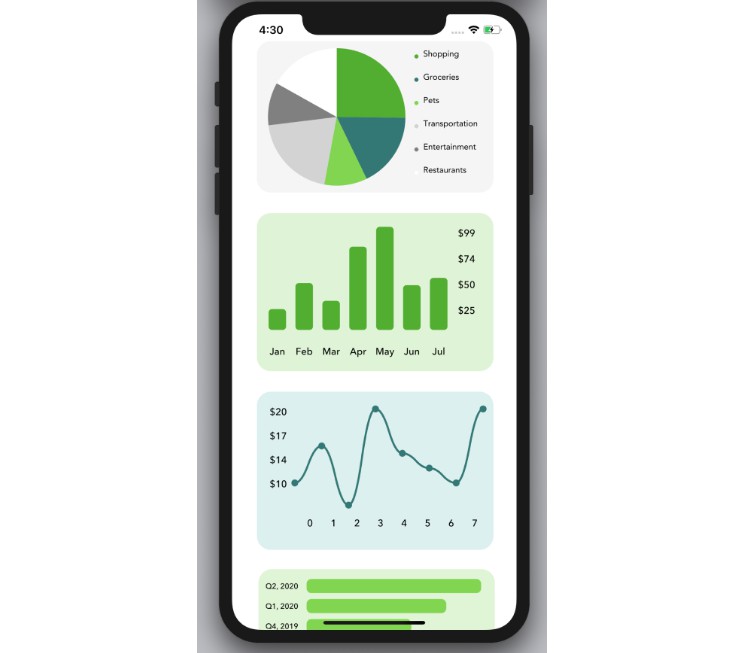 4:30
Shopping
Groceries
Pets
Transportation
Entertainment
Restaurants
$99
$74
$50
$25
Jan Feb Mar Apr May Jun Jul
$20
$17
$14
$10
0 1 2 3 4 5 6 7
Q2, 2020
Q1, 2020
Q4, 2019